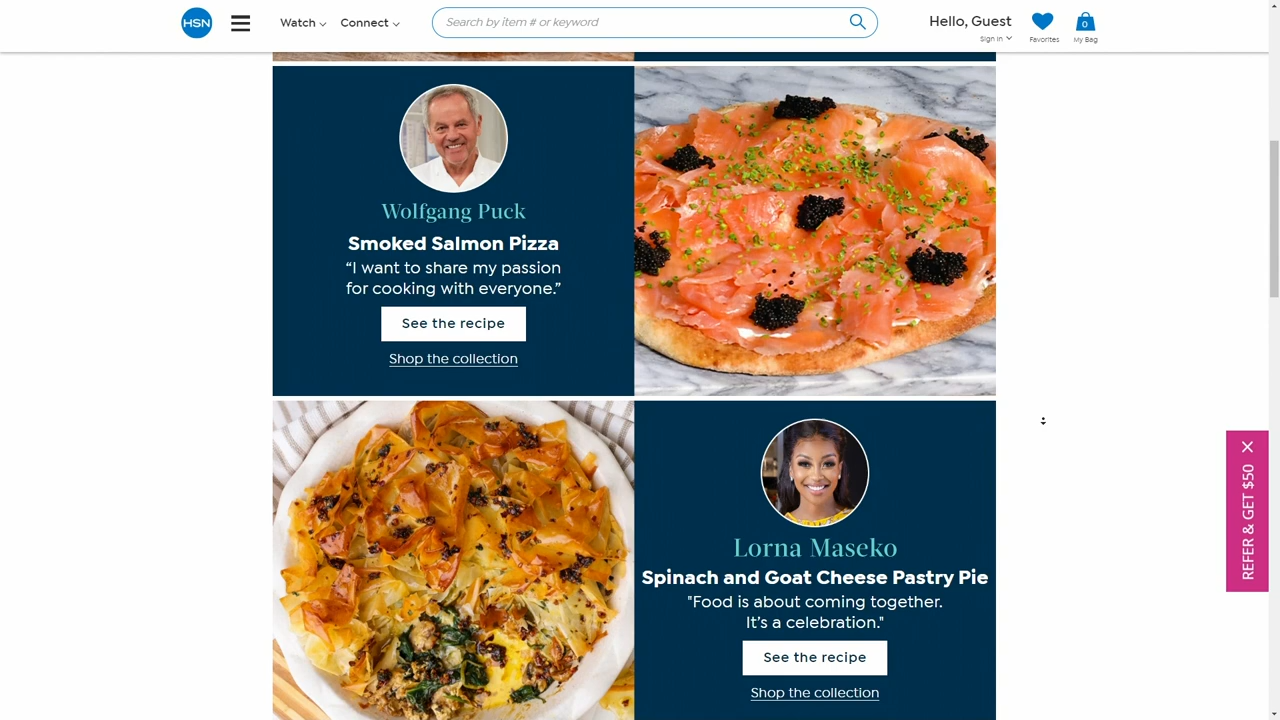 HSN
Watch
Connect
Search by item # or keyword
Hello, Guest
Sign In
Favorites
0
My Bag
Wolfgang Puck
Smoked Salmon Pizza
“I want to share my passion
for cooking with everyone.”
See the recipe
Shop the collection
Lorna Maseko
Spinach and Goat Cheese Pastry Pie
"Food is about coming together.
It’s a celebration."
See the recipe
Shop the collection
REFER & GET $50